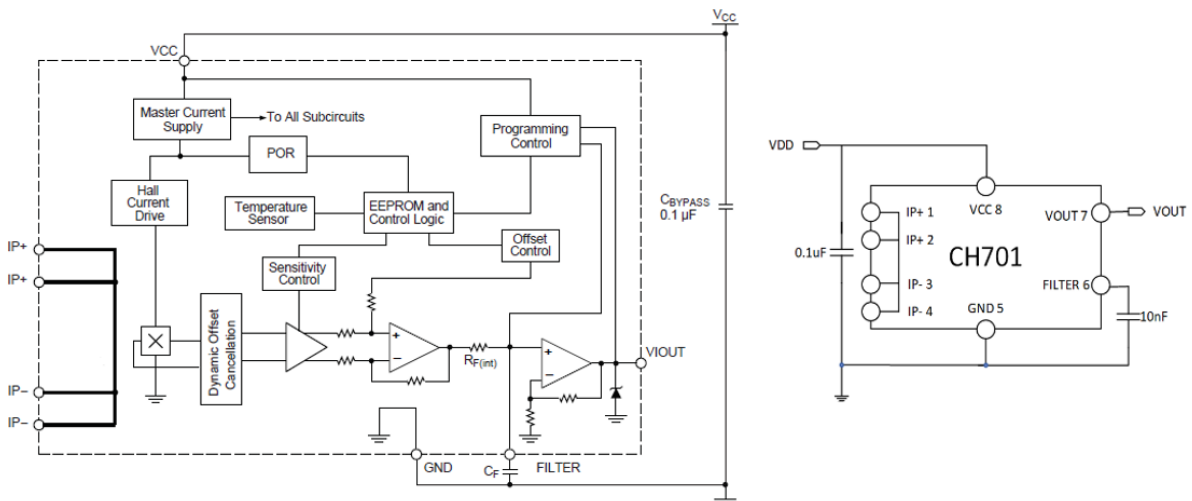 VCC
VCC
Master Current
Supply
To All Subcircuits
Programming
Control
POR
Hall
Current
Drive
Temperature
Sensor
EEPROM and
Control Logic
CBYPASS
0.1 µF
IP+
IP+
Offset
Control
Sensitivity
Control
Dynamic Offset
Cancellation
+
−
RF(int)
+
−
VIOUT
IP−
IP−
GND
CF
FILTER
VDD
IP+ 1
VCC 8
VOUT 7
VOUT
IP+ 2
0.1uF
CH701
IP- 3
FILTER 6
IP- 4
GND 5
10nF